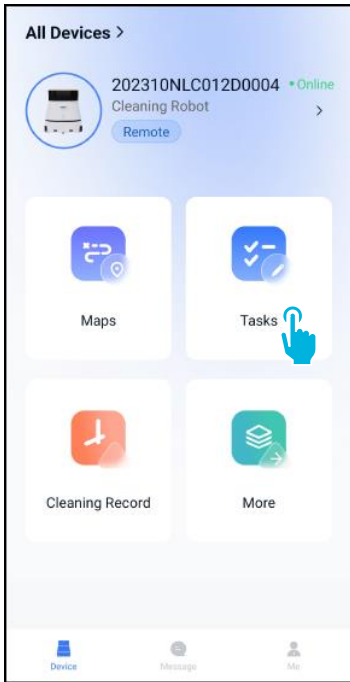 All Devices >
202310NLC012D0004 • Online
Cleaning Robot >
Remote
Maps
Tasks
Cleaning Record
More
Device
Message
Me